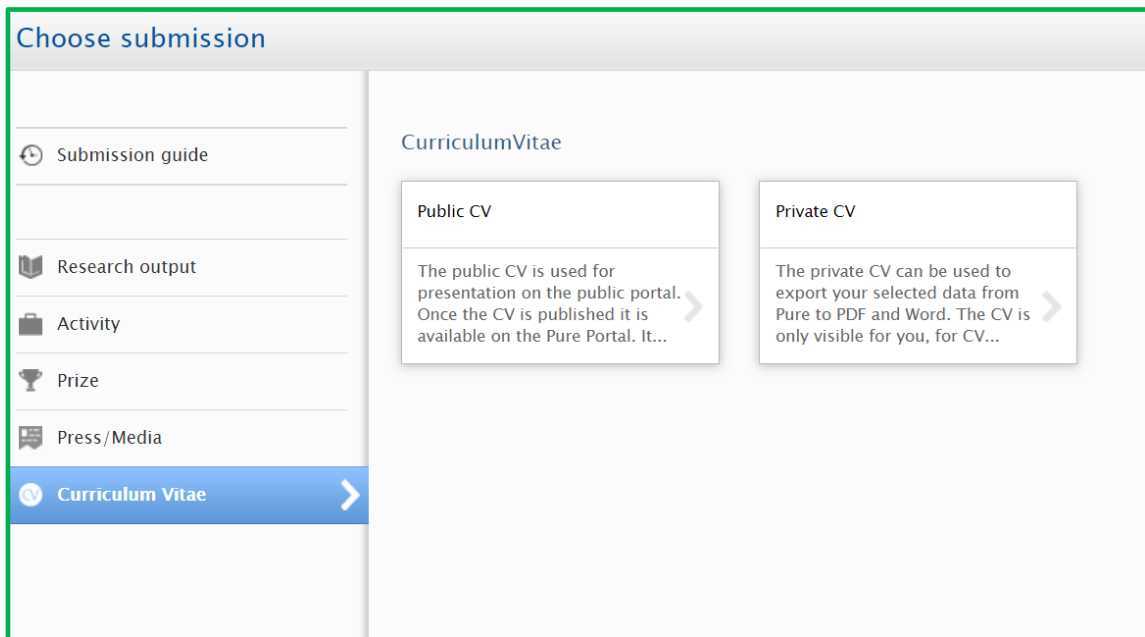 Choose submission
Submission guide
Research output
Activity
Prize
Press/Media
CV Curriculum Vitae
CurriculumVitae
Public CV
The public CV is used for
presentation on the public portal.
Once the CV is published it is
available on the Pure Portal. It...
Private CV
The private CV can be used to
export your selected data from
Pure to PDF and Word. The CV is
only visible for you, for CV...